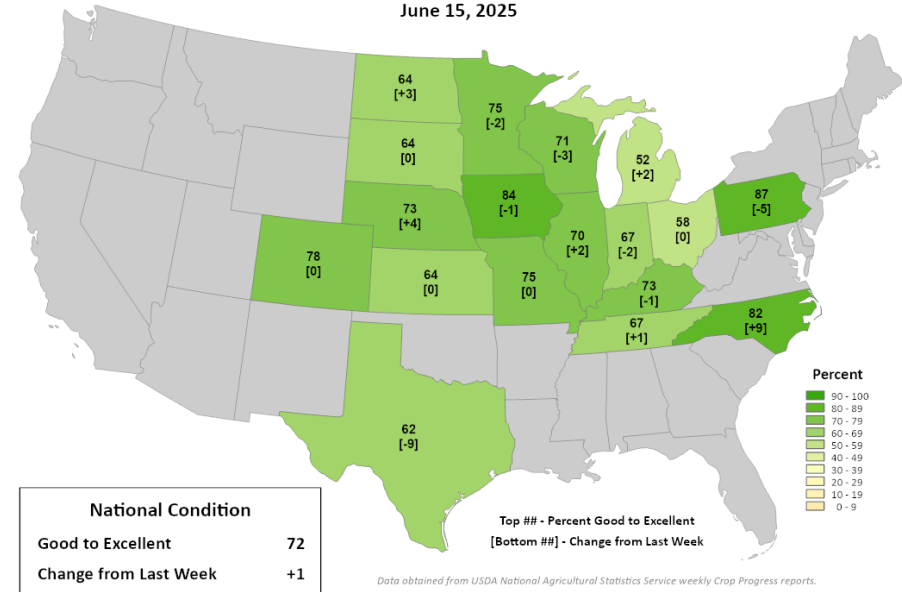 June 15, 2025
64
[+3]
75
[-2]
71
[-3]
64
[0]
52
[+2]
84
[-1]
87
[-5]
73
[+4]
58
[0]
70
[+2]
67
[-2]
78
[0]
64
[0]
75
[0]
73
[-1]
82
[+9]
67
[+1]
62
[-9]
Percent
90 - 100
80 - 89
70 - 79
60 - 69
50 - 59
40 - 49
30 - 39
20 - 29
10 - 19
0 - 9
National Condition
Good to Excellent 72
Change from Last Week +1
Top ## - Percent Good to Excellent
[Bottom ##] - Change from Last Week
Data obtained from USDA National Agricultural Statistics Service weekly Crop Progress reports.